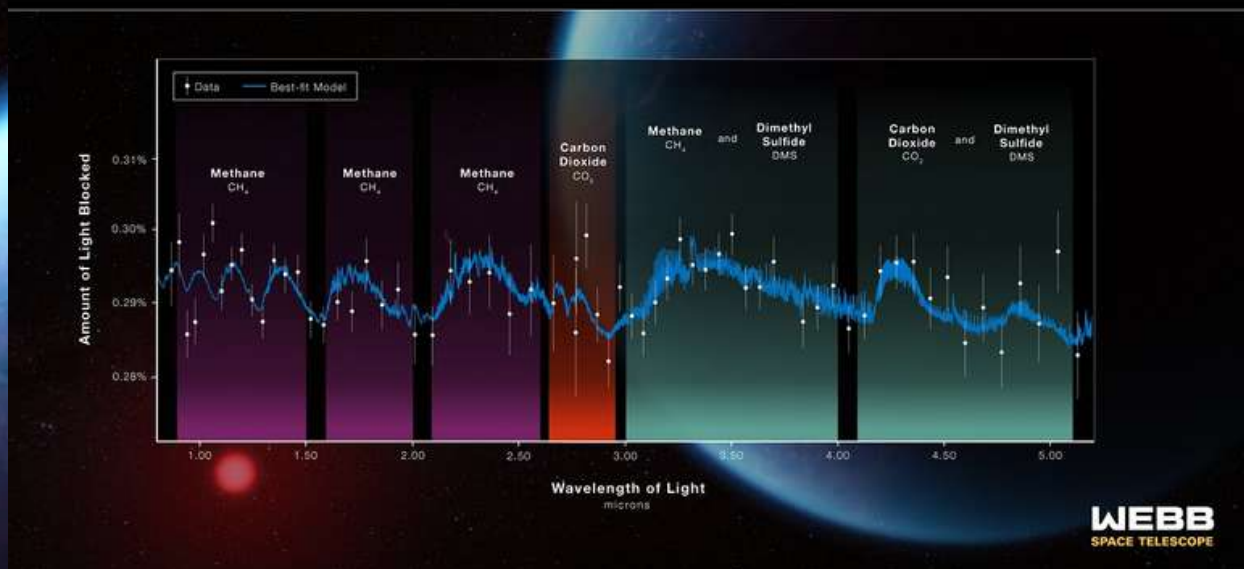 Data
Best-fit Model
Methane
CH₄
Methane
CH₄
Methane
CH₄
Carbon
Dioxide
CO₂
Methane
CH₄
and
Dimethyl
Sulfide
DMS
Carbon
Dioxide
CO₂
and
Dimethyl
Sulfide
DMS
Amount of Light Blocked
0.31%
0.30%
0.29%
0.28%
1.00 1.50 2.00 2.50 3.00 3.50 4.00 4.50 5.00
Wavelength of Light
microns
WEBB
SPACE TELESCOPE